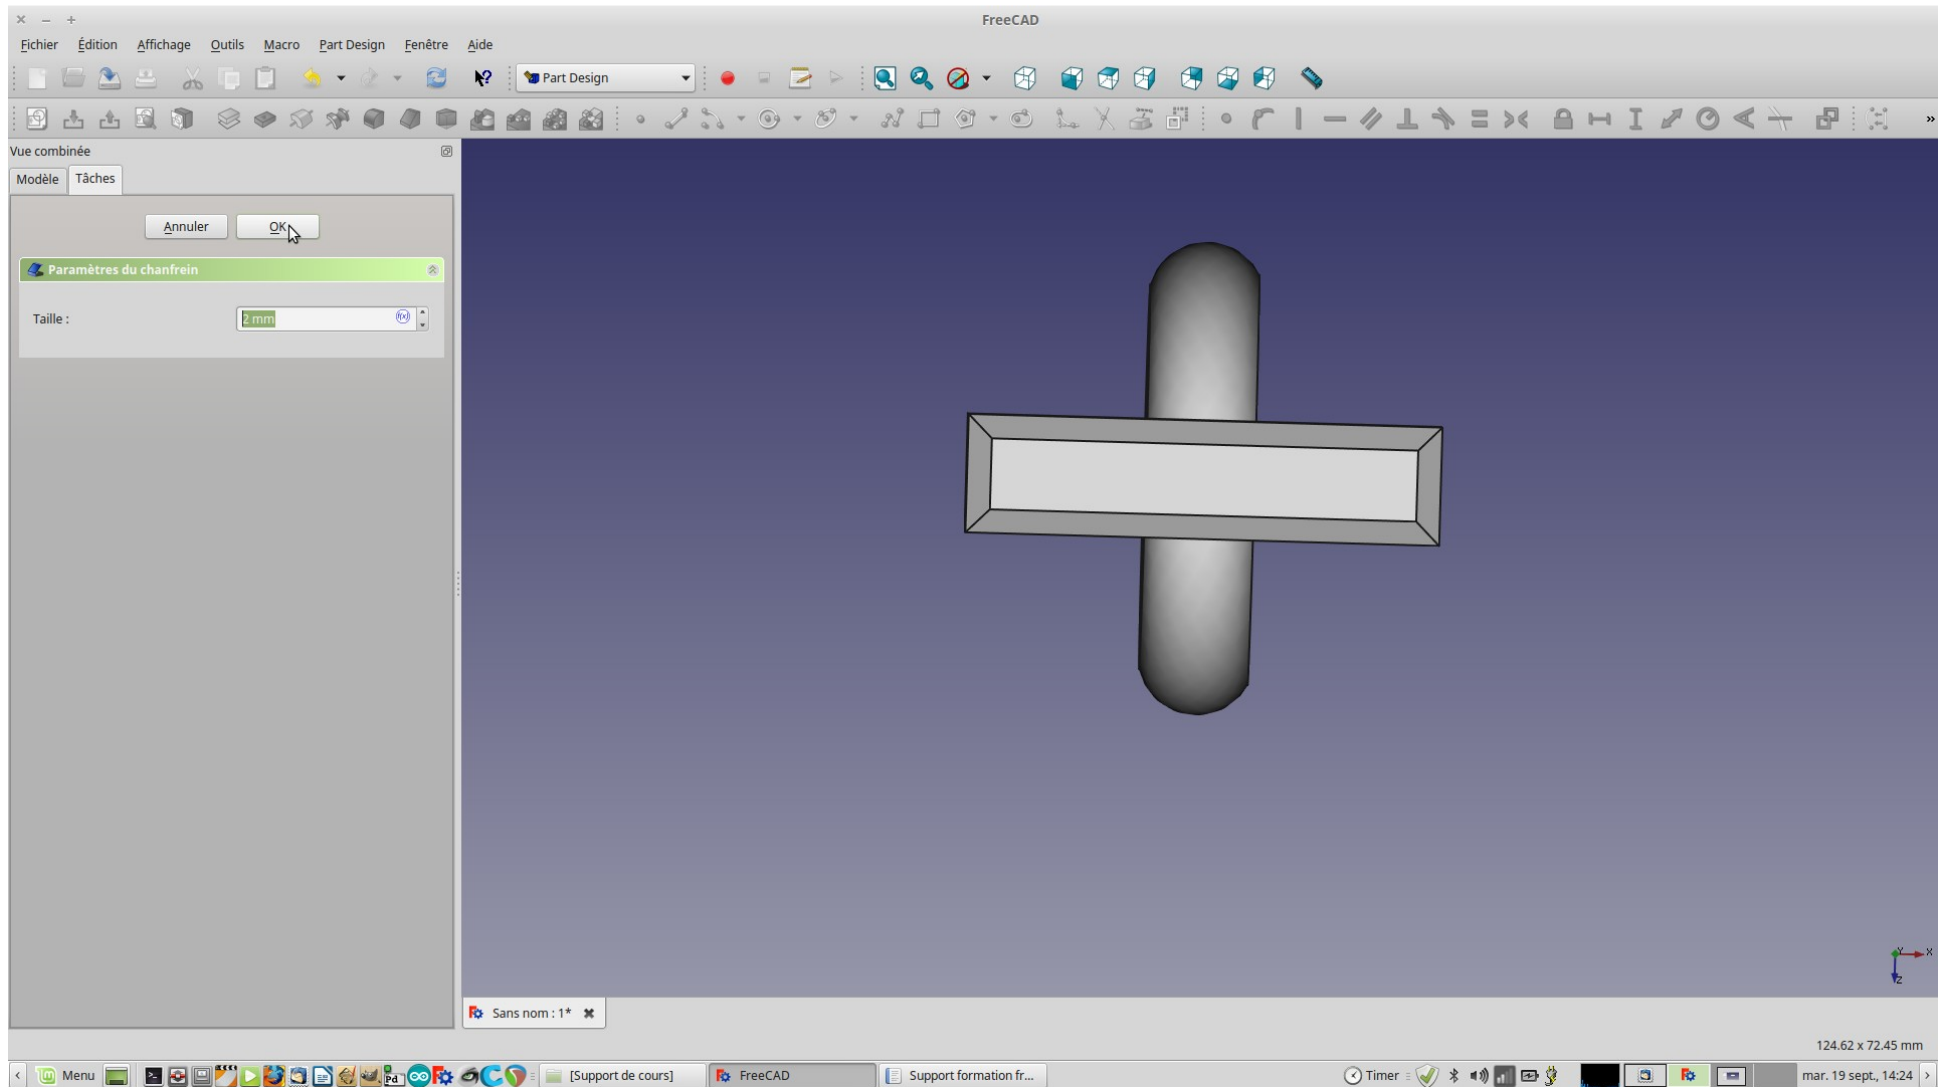 FreeCAD
Fichier Édition Affichage Outils Macro Part Design Fenêtre Aide
Part Design
Vue combinée
Modèle Tâches
Annuler OK
Paramètres du chanfrein
Taille : 2 mm
Y X
Z
Sans nom : 1*
124.62 x 72.45 mm
Menu Pd [Support de cours] FreeCAD Support formation fr... Timer mar. 19 sept., 14:24